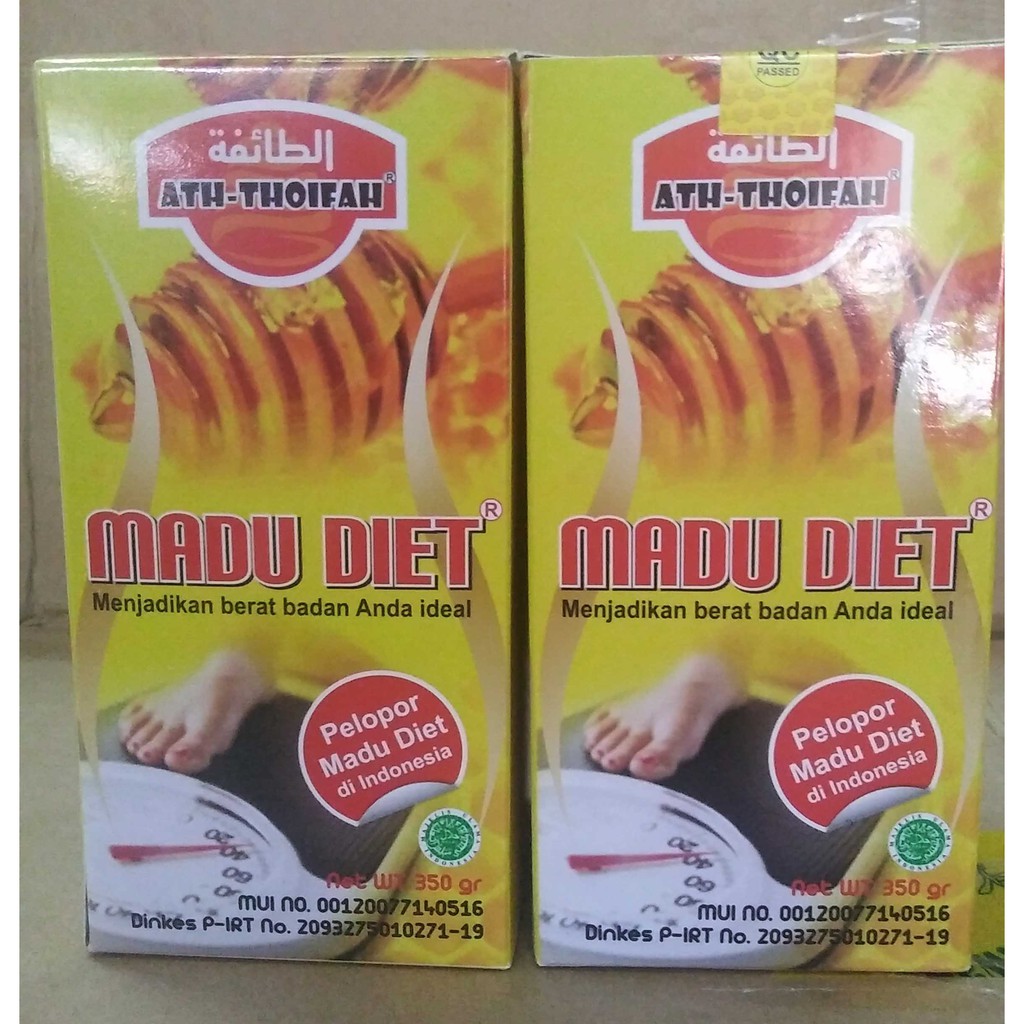 الطائفة
ATH-THOIFAH®
MADU DIET®
Menjadikan berat badan Anda ideal
Pelopor
Madu Diet
di Indonesia
Net WT 350 gr
MUI NO. 00120077140516
Dinkes P-IRT No. 2093275010271-19
PASSED
الطائفة
ATH-THOIFAH®
MADU DIET®
Menjadikan berat badan Anda ideal
Pelopor
Madu Diet
di Indonesia
Net WT 350 gr
MUI NO. 00120077140516
Dinkes P-IRT No. 2093275010271-19